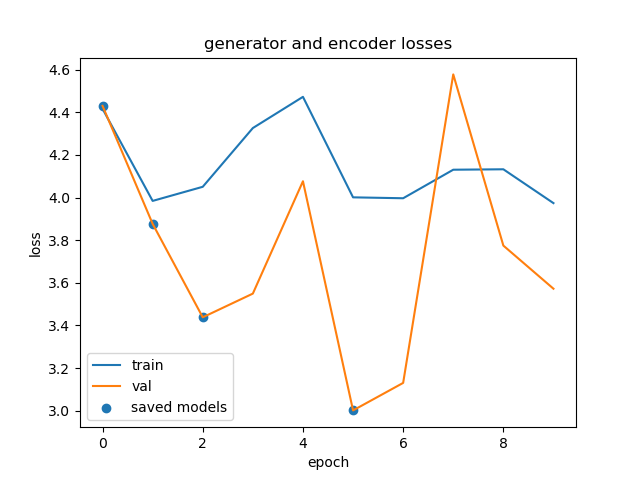 generator and encoder losses
loss
4.6
4.4
4.2
4.0
3.8
3.6
3.4
3.2
3.0
train
val
saved models
0 2 4 6 8
epoch